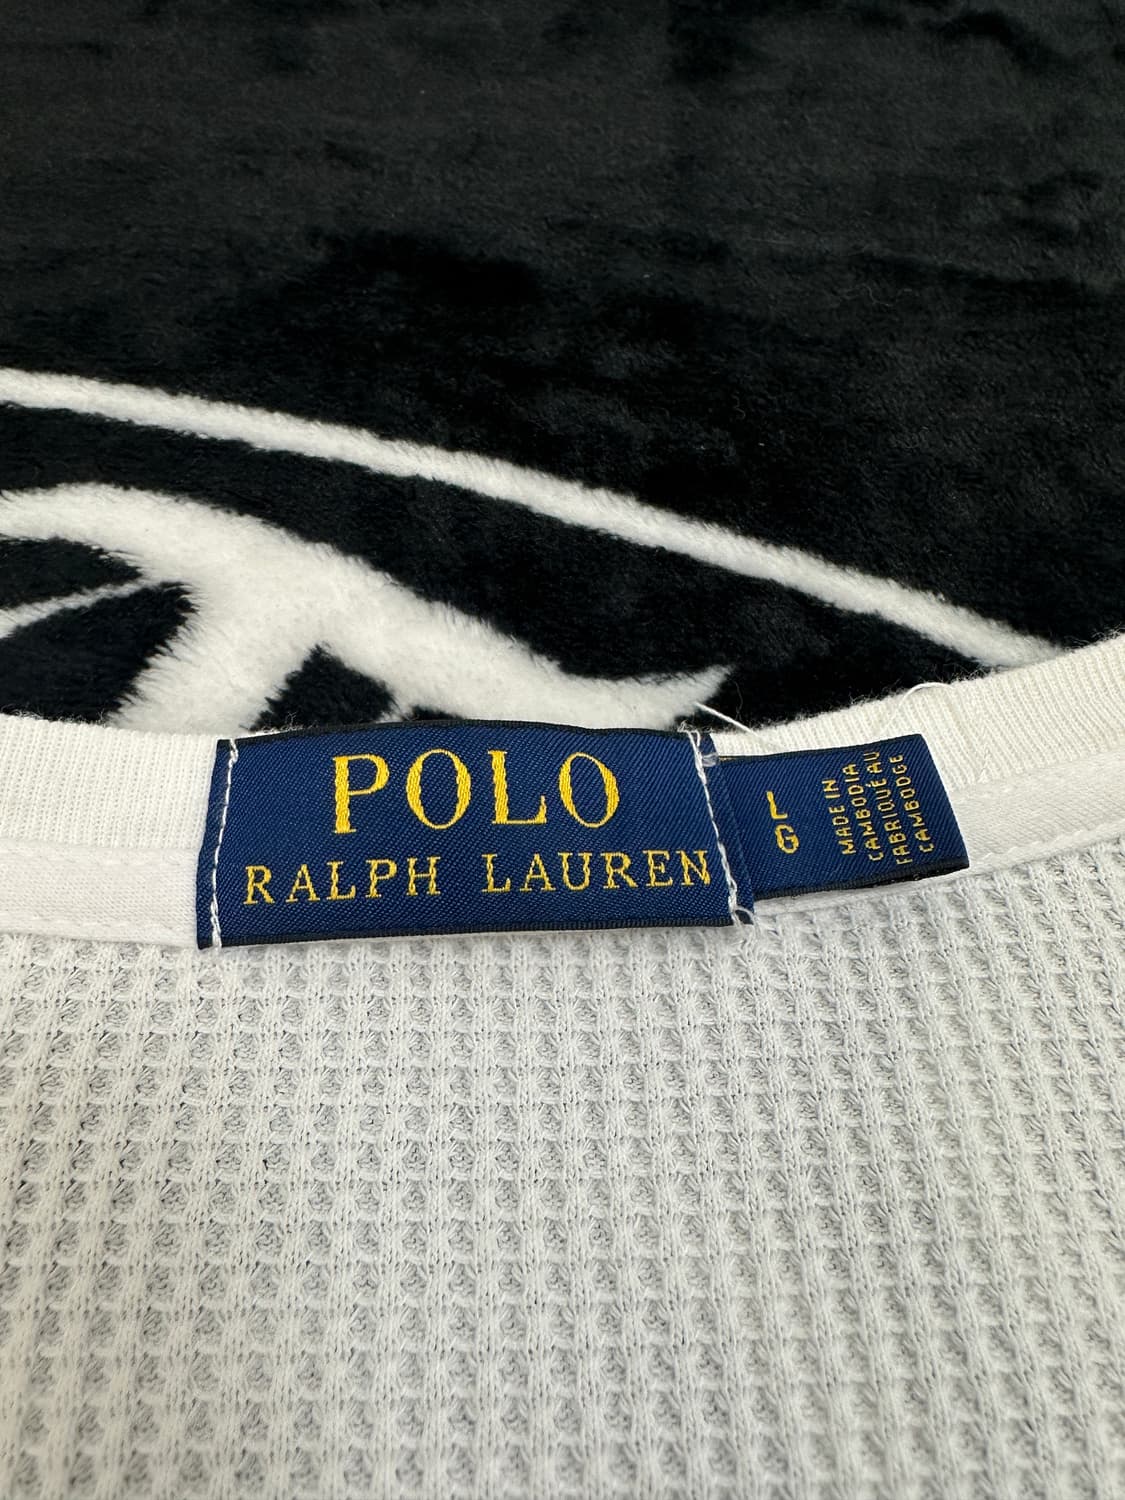 POLO
RALPH LAUREN
L
G
MADE IN
CAMBODIA
FABRIQUÉ AU
CAMBODGE